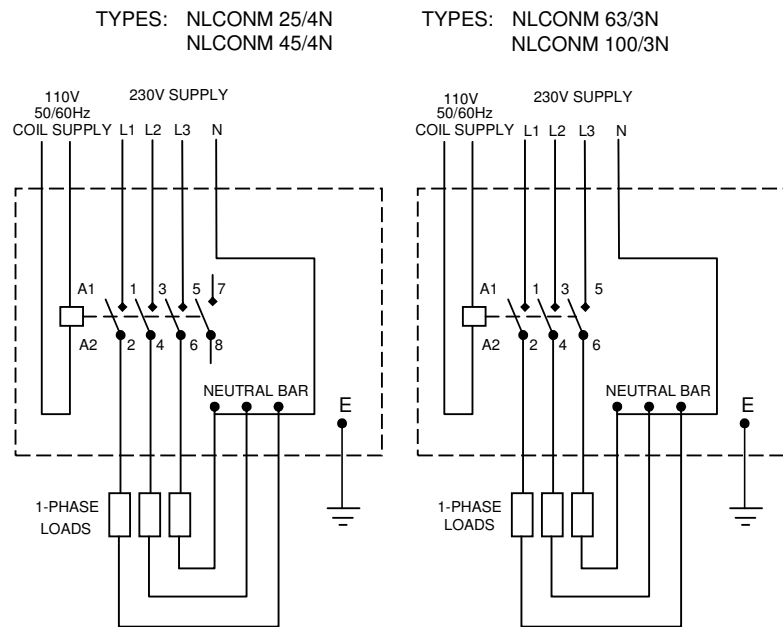 TYPES: NLCONM 25/4N
NLCONM 45/4N
110V
50/60Hz
COIL SUPPLY
230V SUPPLY
L1 L2 L3 N
A1 1 3 5 7
A2 2 4 6 8
NEUTRAL BAR
E
1-PHASE
LOADS
TYPES: NLCONM 63/3N
NLCONM 100/3N
110V
50/60Hz
COIL SUPPLY
230V SUPPLY
L1 L2 L3 N
A1 1 3 5
A2 2 4 6
NEUTRAL BAR
E
1-PHASE
LOADS